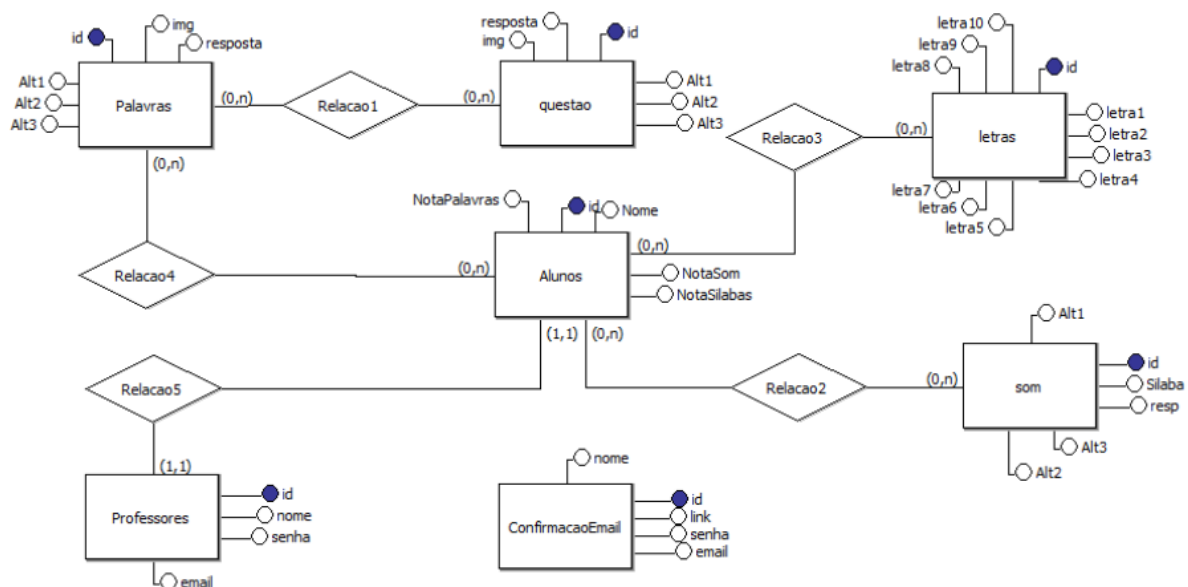 id
img
resposta
Alt1
Alt2
Alt3
Palavras
(0,n)
(0,n)
Relacao1
(0,n)
resposta
img
id
questao
Alt1
Alt2
Alt3
letra10
letra9
letra8
id
letras
letra1
letra2
letra3
letra4
letra7
letra6
letra5
(0,n)
Relacao3
(0,n)
NotaPalavras
id
Nome
Alunos
NotaSom
NotaSilabas
Relacao4
(0,n)
(1,1)
(0,n)
Relacao5
(1,1)
Relacao2
(0,n)
Alt1
som
id
Silaba
resp
Alt3
Alt2
Professores
id
nome
senha
email
nome
ConfirmacaoEmail
id
link
senha
email